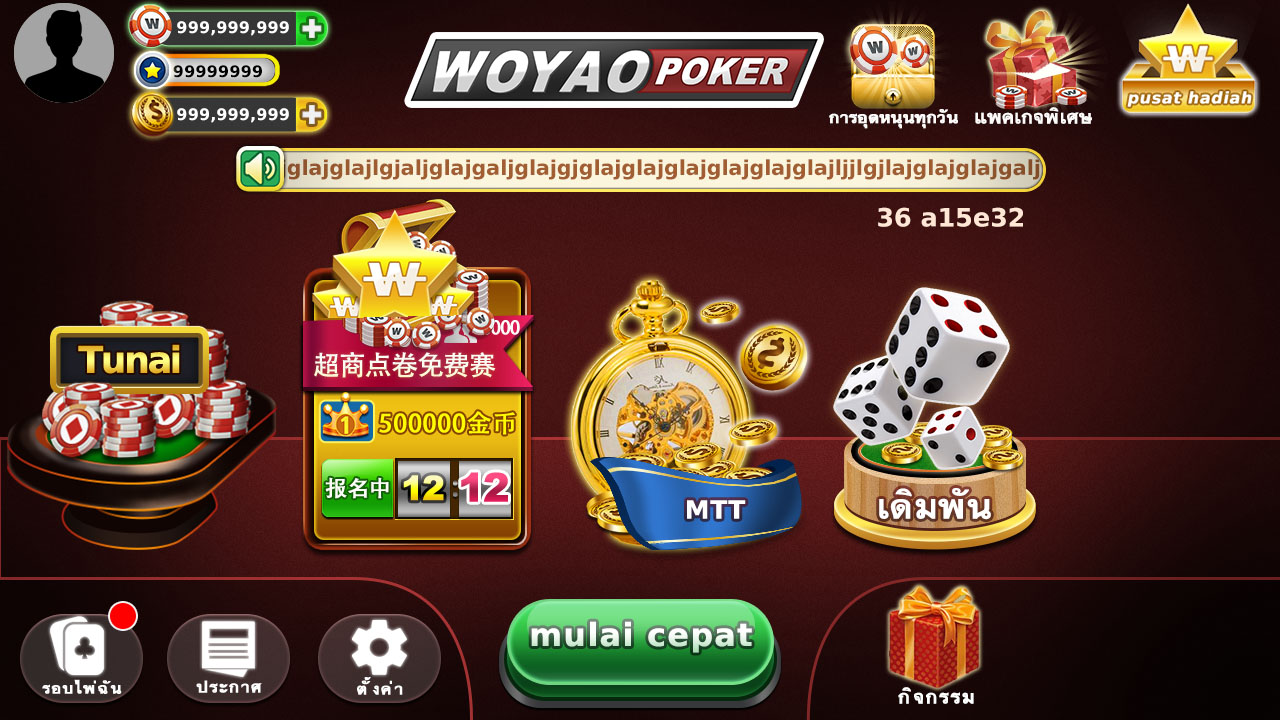 W
999,999,999
99999999
999,999,999
WOYAO POKER
W W
การอุดหนุนทุกวัน
แพคเกจพิเศษ
W
pusat hadiah
glajglajlgjaljglajgaljglajgjglajglajglajglajglajglajljjlgjlajglajglajgalj
36 a15e32
Tunai
W
000
超商点卷免费赛
1
500000金币
报名中 12:12
MTT
เดิมพัน
mulai cepat
รอบไพ่ฉัน
ประกาศ
ตั้งค่า
กิจกรรม